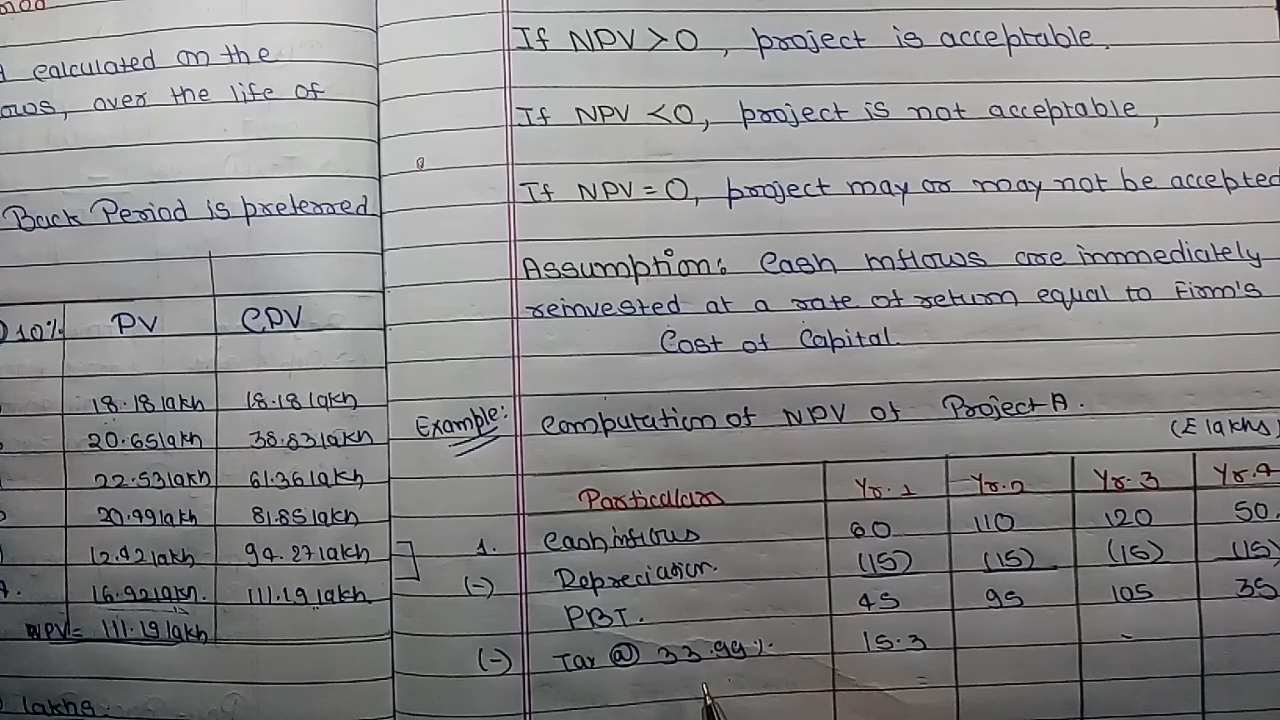 calculated on the
over the life of
Back Period is preferred
10% PV CPV
18.18 lakh 18.18 lakh
20.65 lakh 38.83 lakh
22.53 lakh 61.36 lakh
20.49 lakh 81.85 lakh
12.42 lakh 94.27 lakh
16.92 lakh. 111.19 lakh
NPV= 111.19 lakh
lakhs.
If NPV > 0, project is acceptable.
If NPV < 0, project is not acceptable,
If NPV = 0, project may or may not be accepted
Assumption: Cash inflows are immediately
reinvested at a rate of return equal to Firm's
Cost of Capital.
Example: Computation of NPV of Project A.
(₹ lakhs)
Particulars Yr. 1 Yr. 2 Yr. 3 Yr. 4
1. Cash inflows 60 110 120 50
(-) Depreciation. (15) (15) (15) (15)
PBT. 45 95 105 35
(-) Tax @ 33.99% 15.3